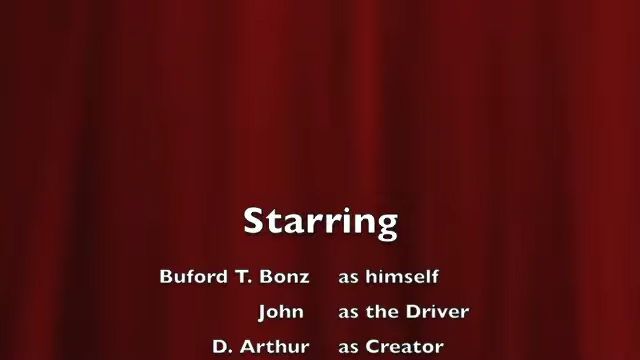 Starring
Buford T. Bonz as himself
John as the Driver
D. Arthur as Creator